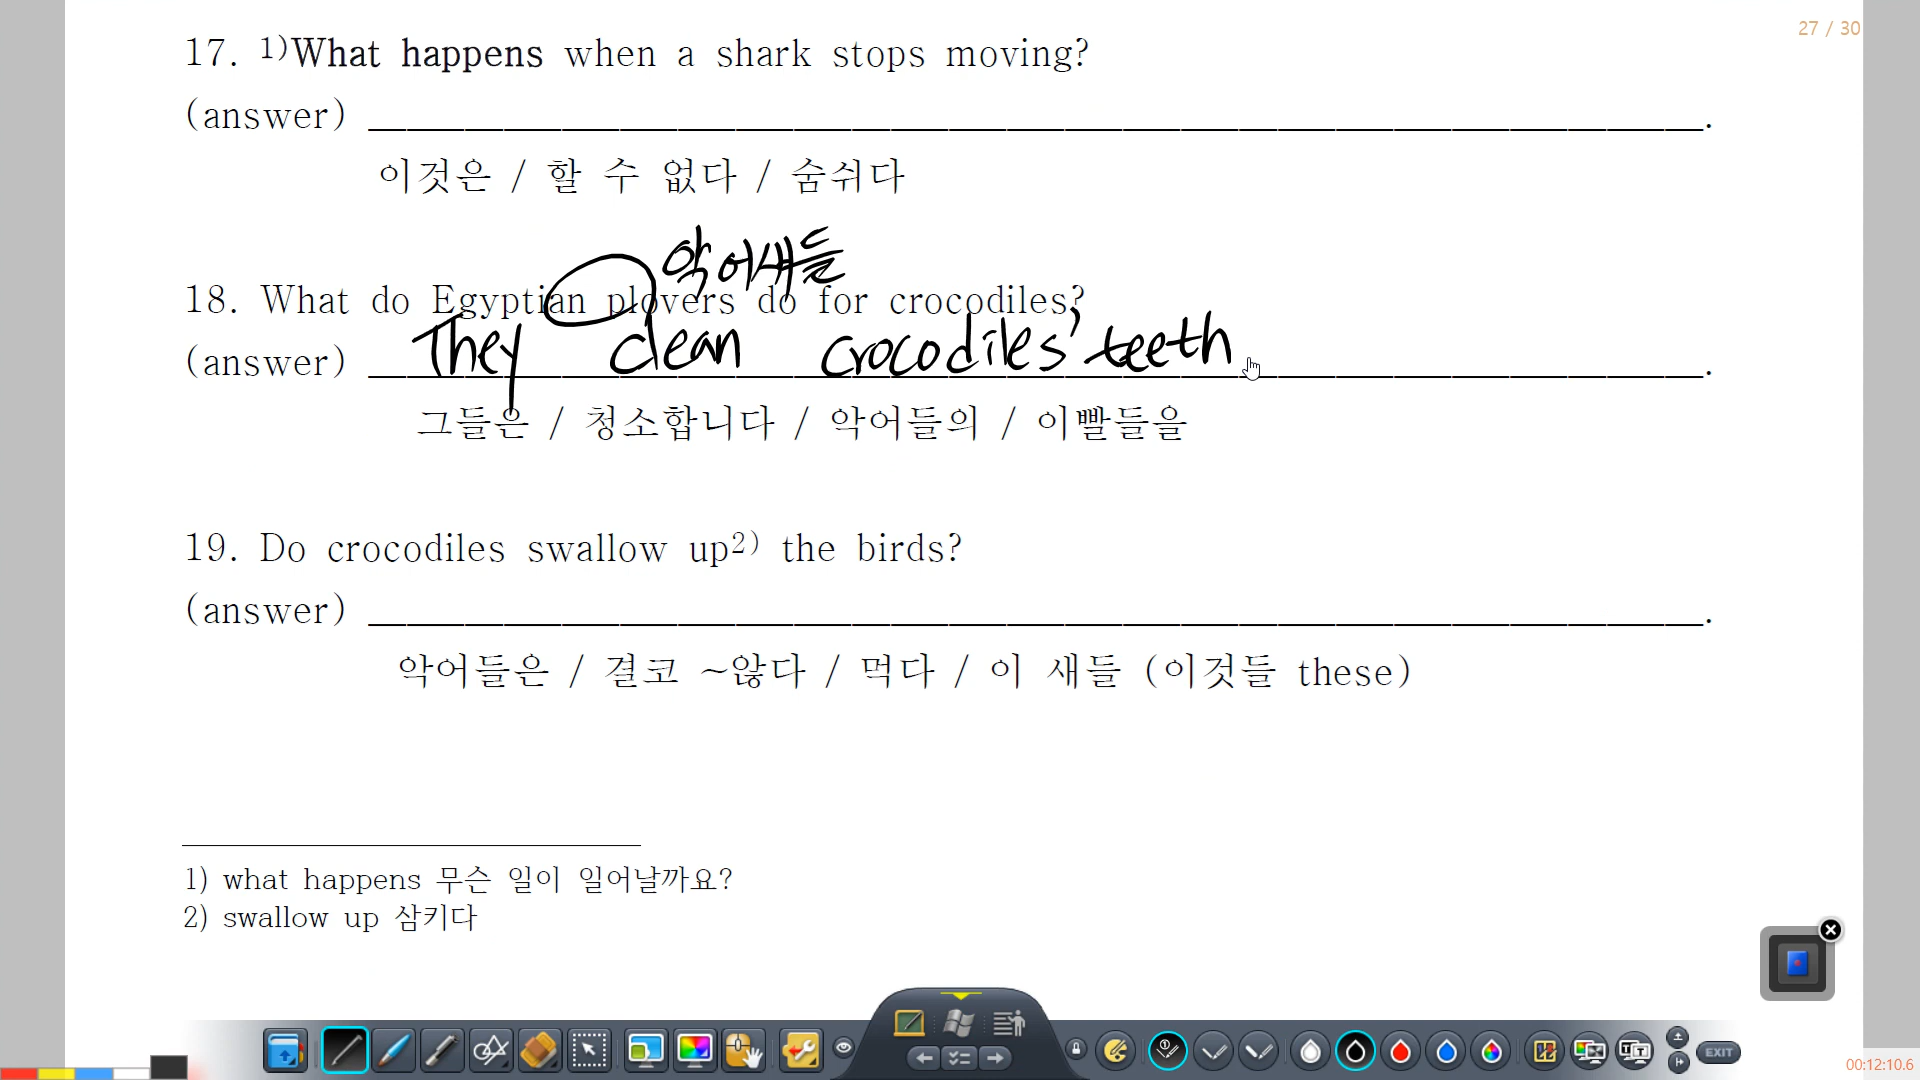 27 / 30
17. 1)What happens when a shark stops moving?
(answer) ______________________________.
이것은 / 할 수 없다 / 숨쉬다
악어새들
18. What do Egyptian plovers do for crocodiles?
They clean crocodiles' teeth
(answer) ______________________________.
그들은 / 청소합니다 / 악어들의 / 이빨들을
19. Do crocodiles swallow up2) the birds?
(answer) ______________________________.
악어들은 / 결코 ~않다 / 먹다 / 이 새들 (이것들 these)
1) what happens 무슨 일이 일어날까요?
2) swallow up 삼키다
EXIT
00:12:10.6